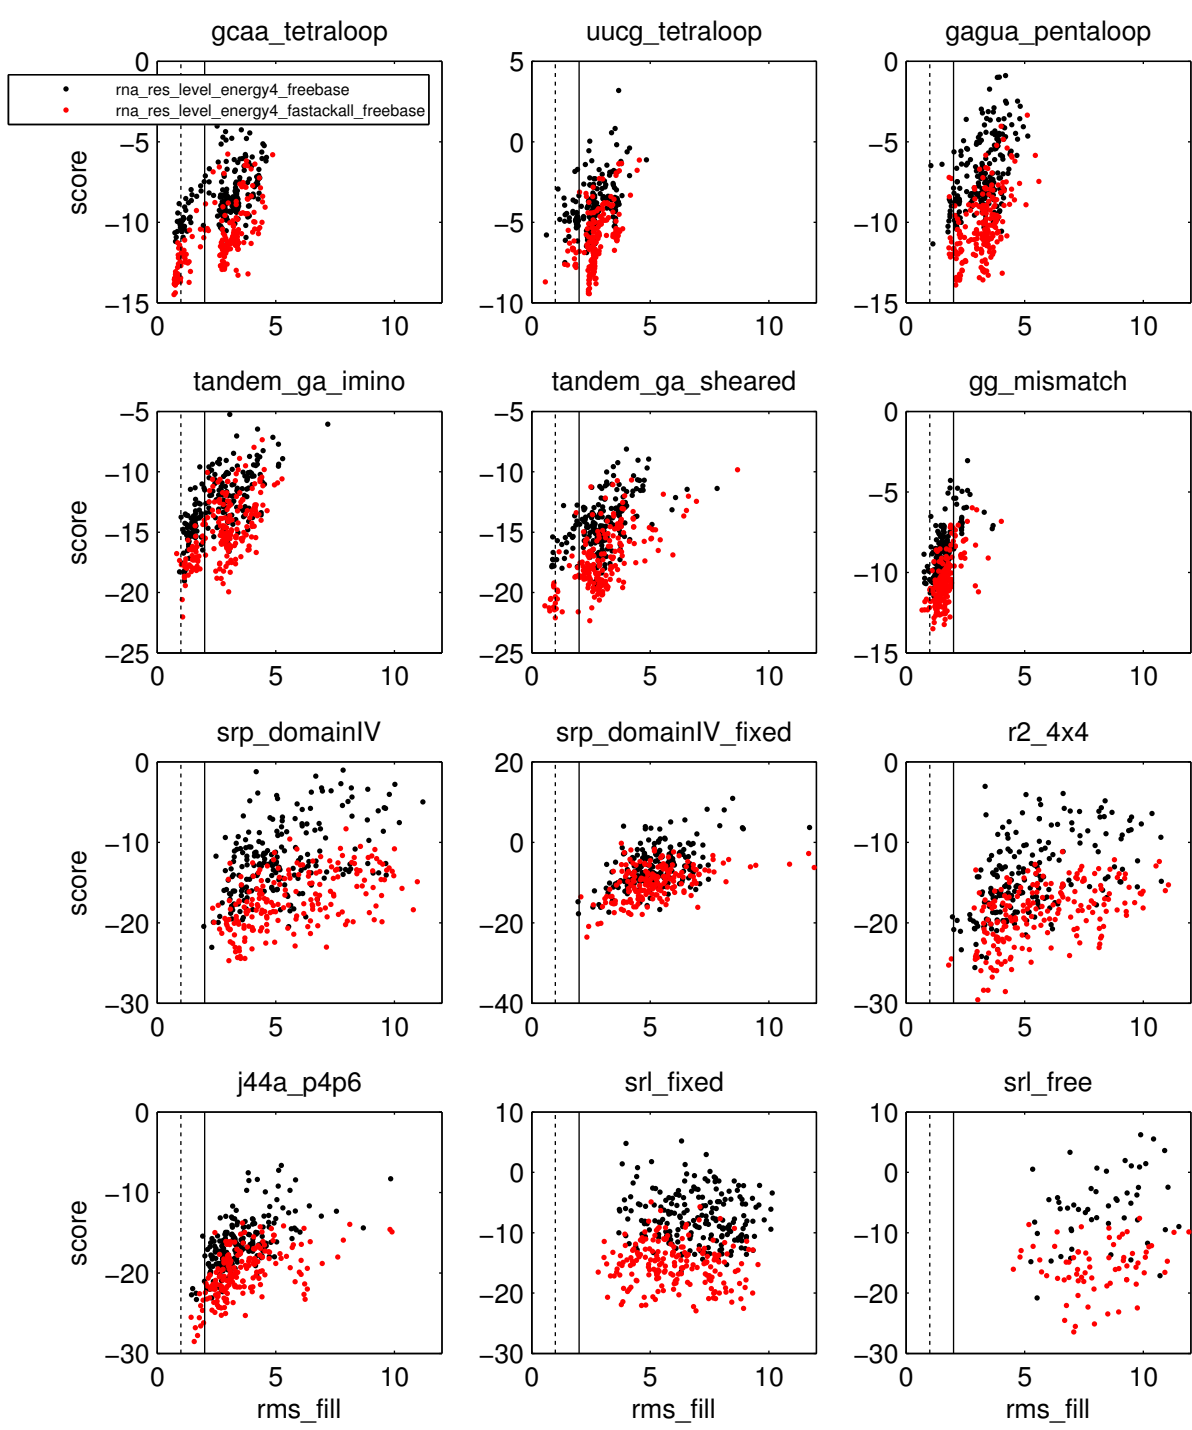 gcaa_tetraloop uucg_tetraloop gagua_pentaloop
rna_res_level_energy4_freebase
rna_res_level_energy4_fastackall_freebase
score
0 −5 −10 −15
0 5 10
5 0 −5 −10
0 5 10
0 −5 −10 −15
0 5 10
tandem_ga_imino tandem_ga_sheared gg_mismatch
score
−5 −10 −15 −20 −25
0 5 10
−5 −10 −15 −20 −25
0 5 10
0 −5 −10 −15
0 5 10
srp_domainIV srp_domainIV_fixed r2_4x4
score
0 −10 −20 −30
0 5 10
20 0 −20 −40
0 5 10
0 −10 −20 −30
0 5 10
j44a_p4p6 srl_fixed srl_free
score
0 −10 −20 −30
0 5 10
10 0 −10 −20 −30
0 5 10
10 0 −10 −20 −30
0 5 10
rms_fill rms_fill rms_fill